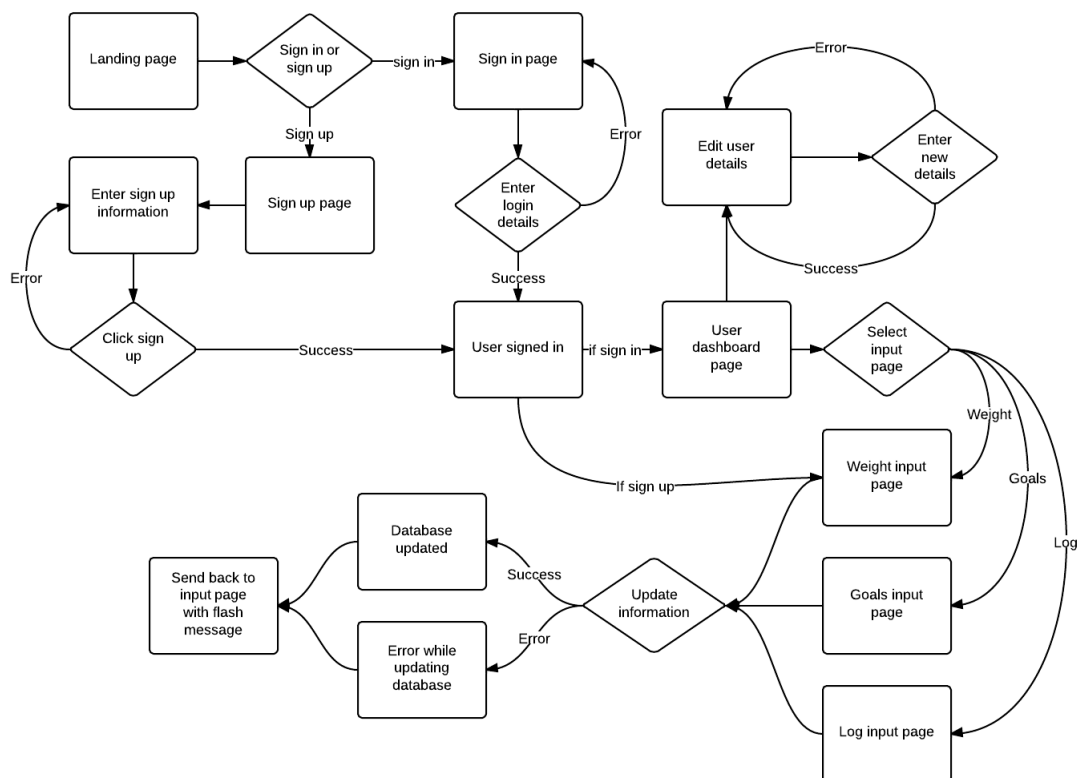 Landing page
Sign in or
sign up
sign in
Sign in page
Error
Sign up
Error
Edit user
details
Enter
new
details
Enter sign up
information
Sign up page
Enter
login
details
Error
Success
Success
Click sign
up
Success
User signed in
if sign in
User
dashboard
page
Select
input
page
Weight
Weight input
page
If sign up
Goals
Database
updated
Log
Success
Send back to
input page
with flash
message
Update
information
Goals input
page
Error
Error while
updating
database
Log input page